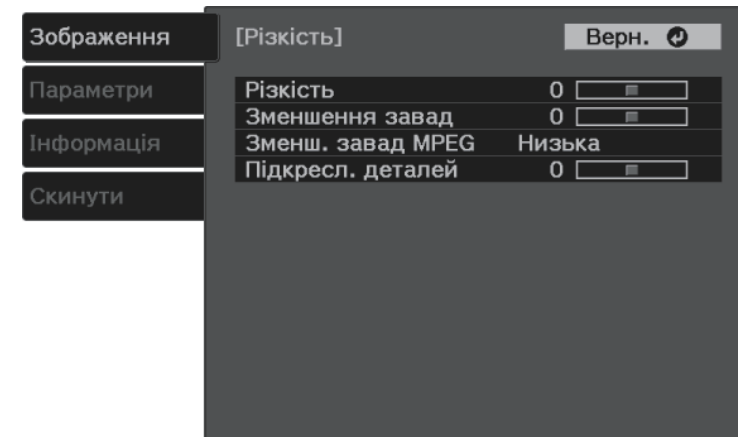 Зображення
Параметри
Інформація
Скинути
[Різкість] Верн.
Різкість 0
Зменшення завад 0
Зменш. завад MPEG Низька
Підкресл. деталей 0